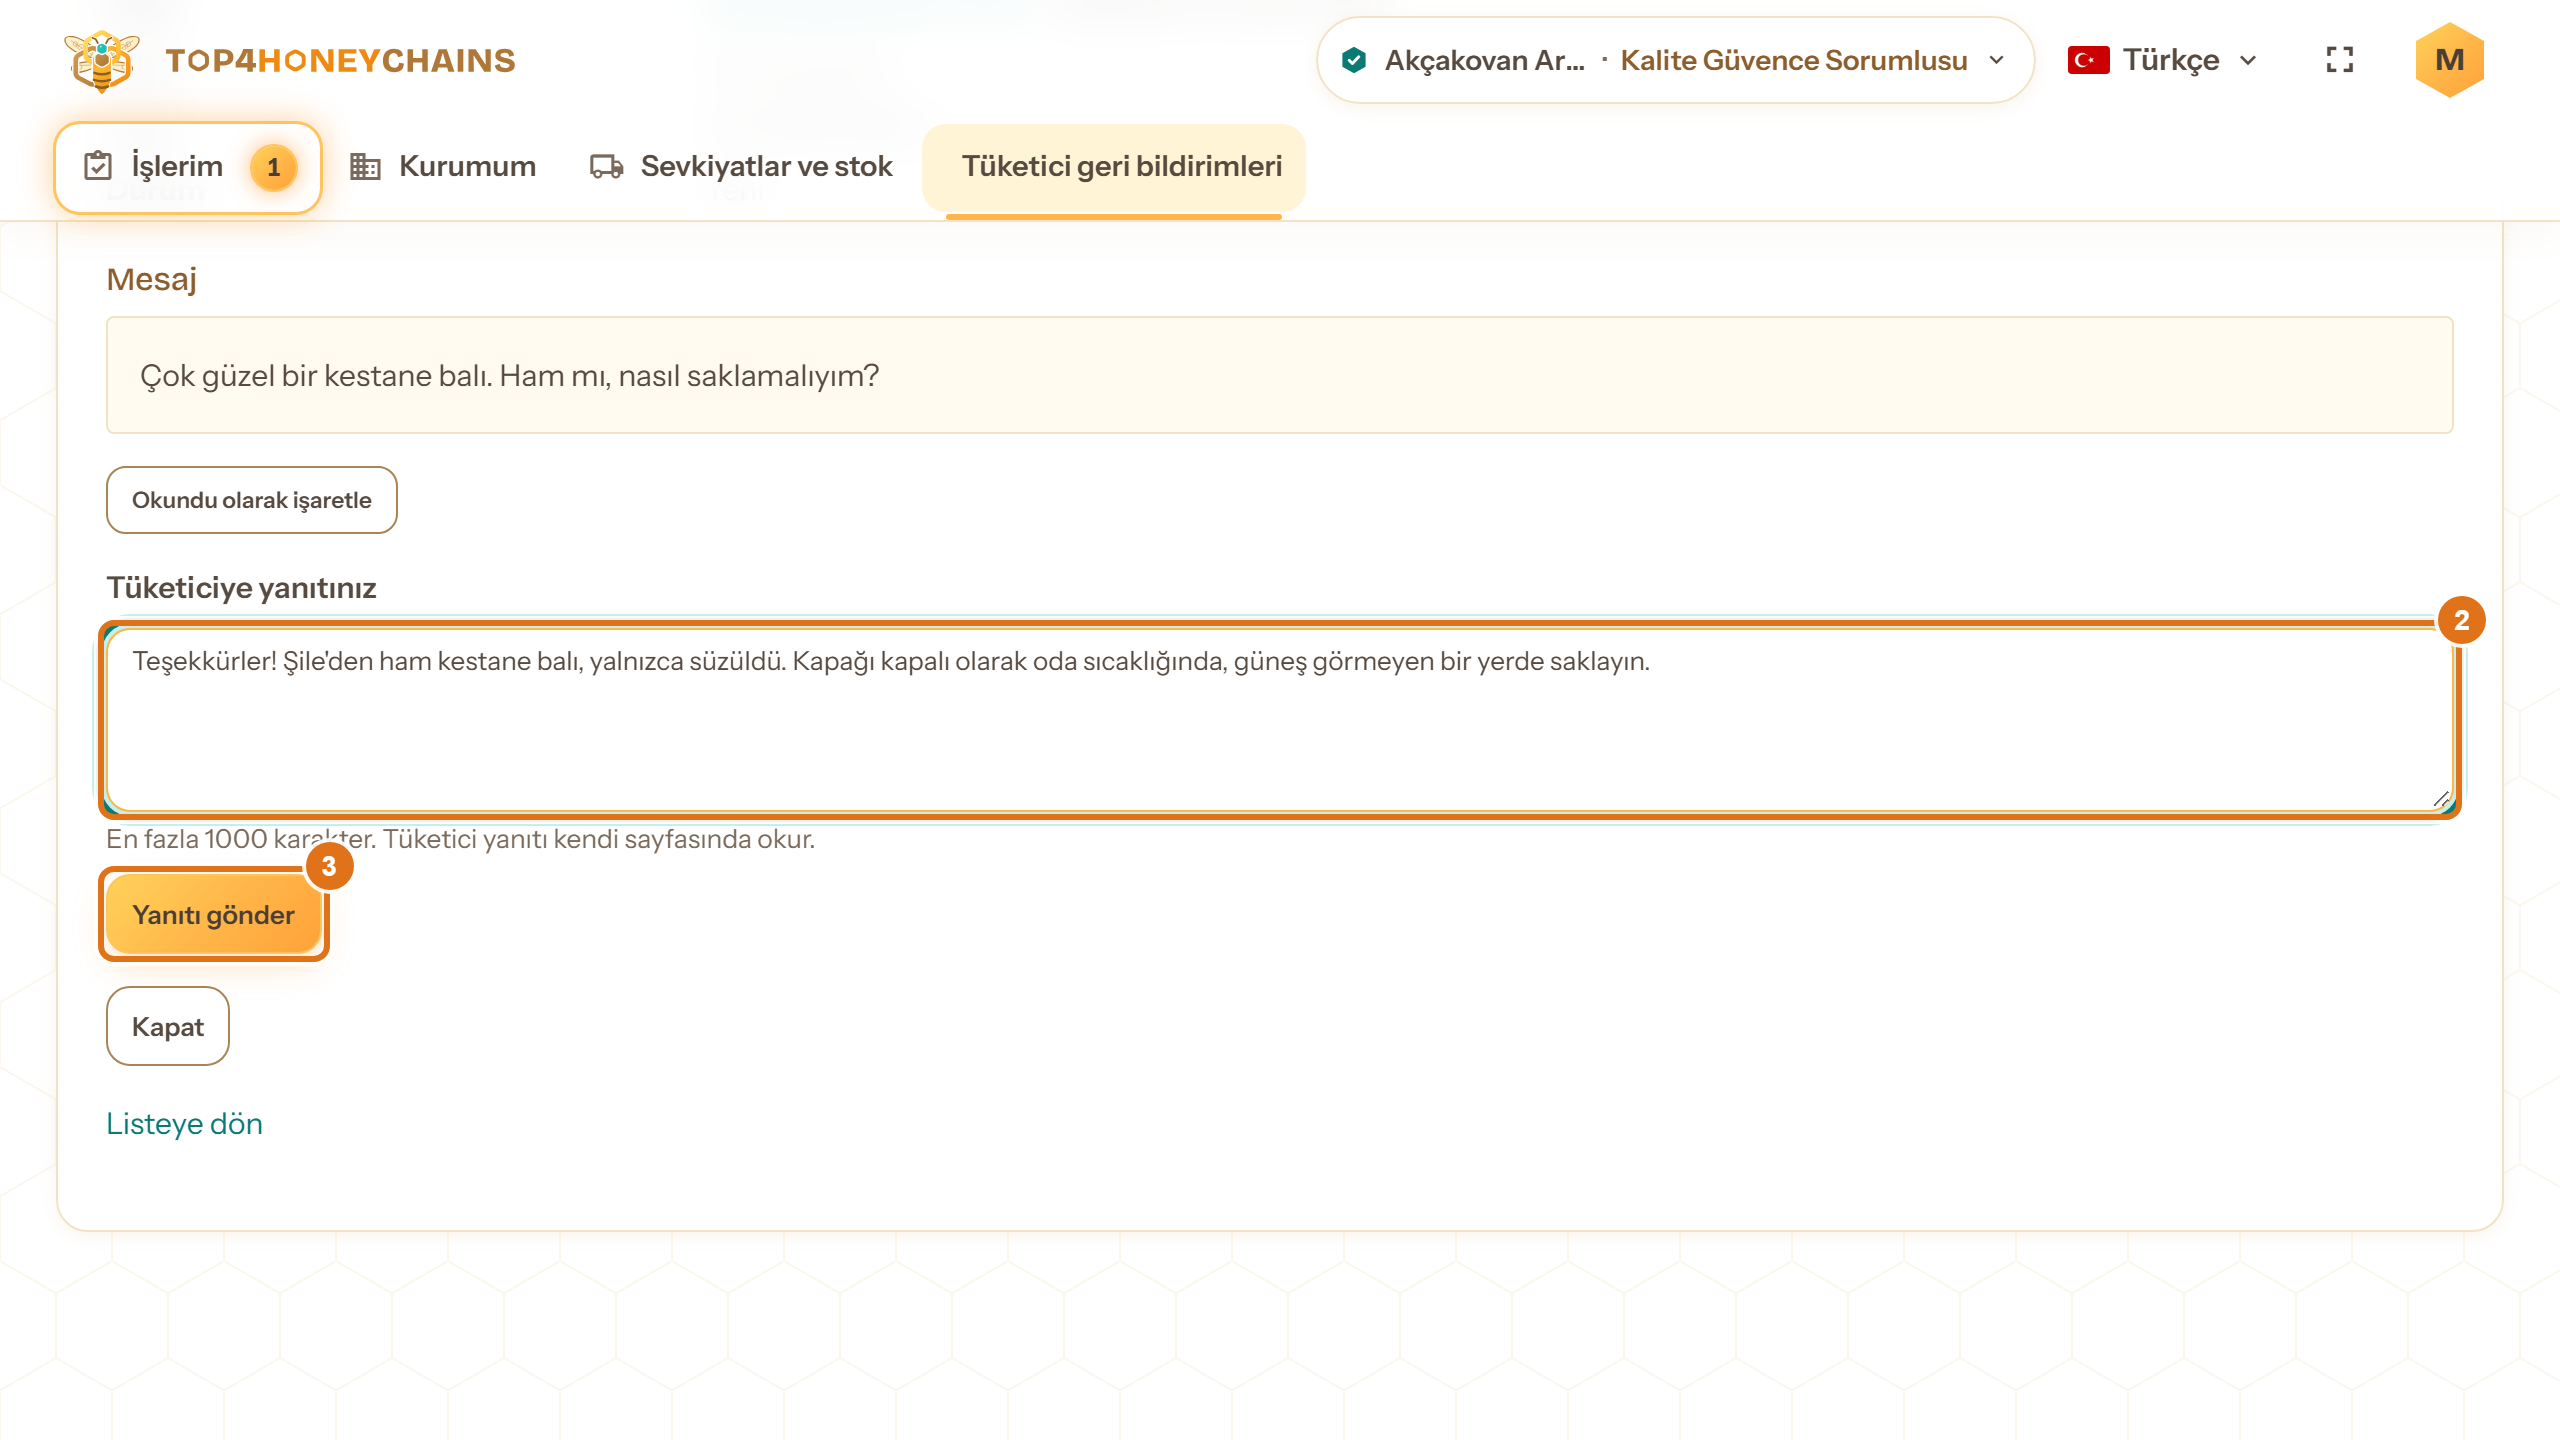 TOP4HONEYCHAINS
Akçakovan Ar... · Kalite Güvence Sorumlusu
Türkçe
M
İşlerim 1
Kurumum
Sevkiyatlar ve stok
Tüketici geri bildirimleri
Durum
Yeni
Mesaj
Çok güzel bir kestane balı. Ham mı, nasıl saklamalıyım?
Okundu olarak işaretle
Tüketiciye yanıtınız
2
Teşekkürler! Şile'den ham kestane balı, yalnızca süzüldü. Kapağı kapalı olarak oda sıcaklığında, güneş görmeyen bir yerde saklayın.
En fazla 1000 karakter. Tüketici yanıtı kendi sayfasında okur.
3
Yanıtı gönder
Kapat
Listeye dön